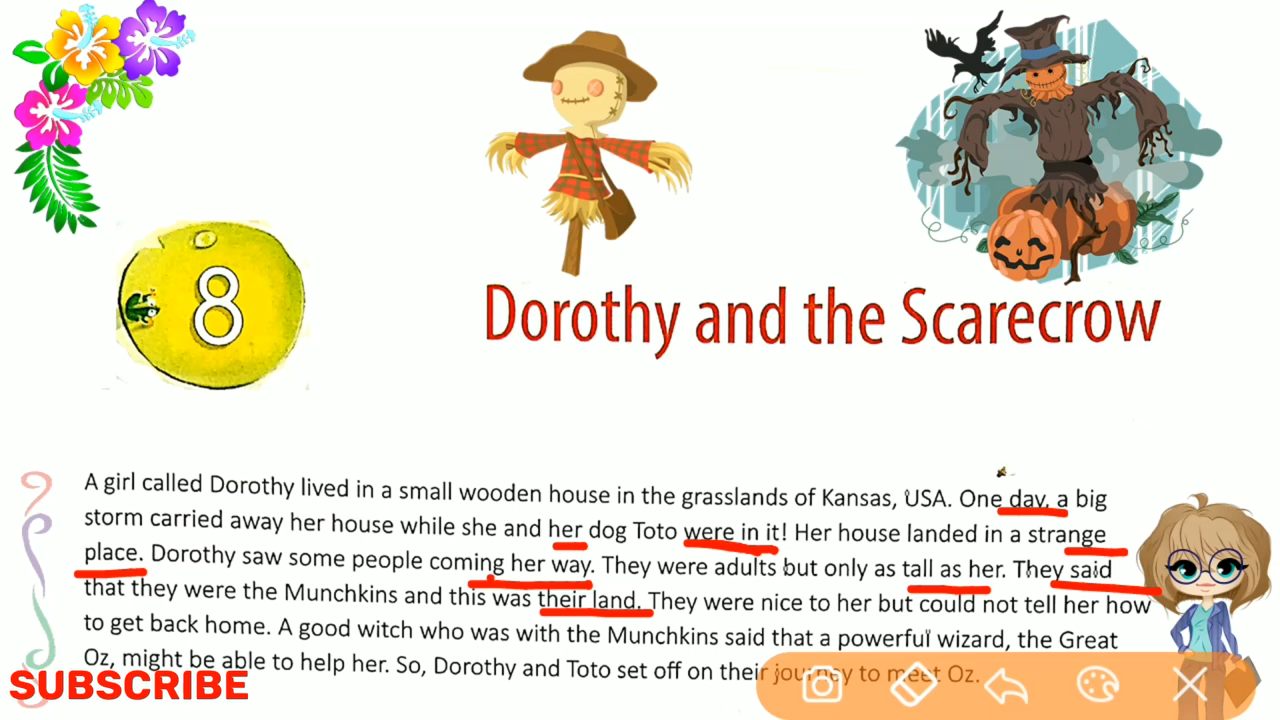 8
Dorothy and the Scarecrow
A girl called Dorothy lived in a small wooden house in the grasslands of Kansas, USA. One day, a big
storm carried away her house while she and her dog Toto were in it! Her house landed in a strange
place. Dorothy saw some people coming her way. They were adults but only as tall as her. They said
that they were the Munchkins and this was their land. They were nice to her but could not tell her how
to get back home. A good witch who was with the Munchkins said that a powerful wizard, the Great
Oz, might be able to help her. So, Dorothy and Toto set off on their journey to meet Oz.
SUBSCRIBE